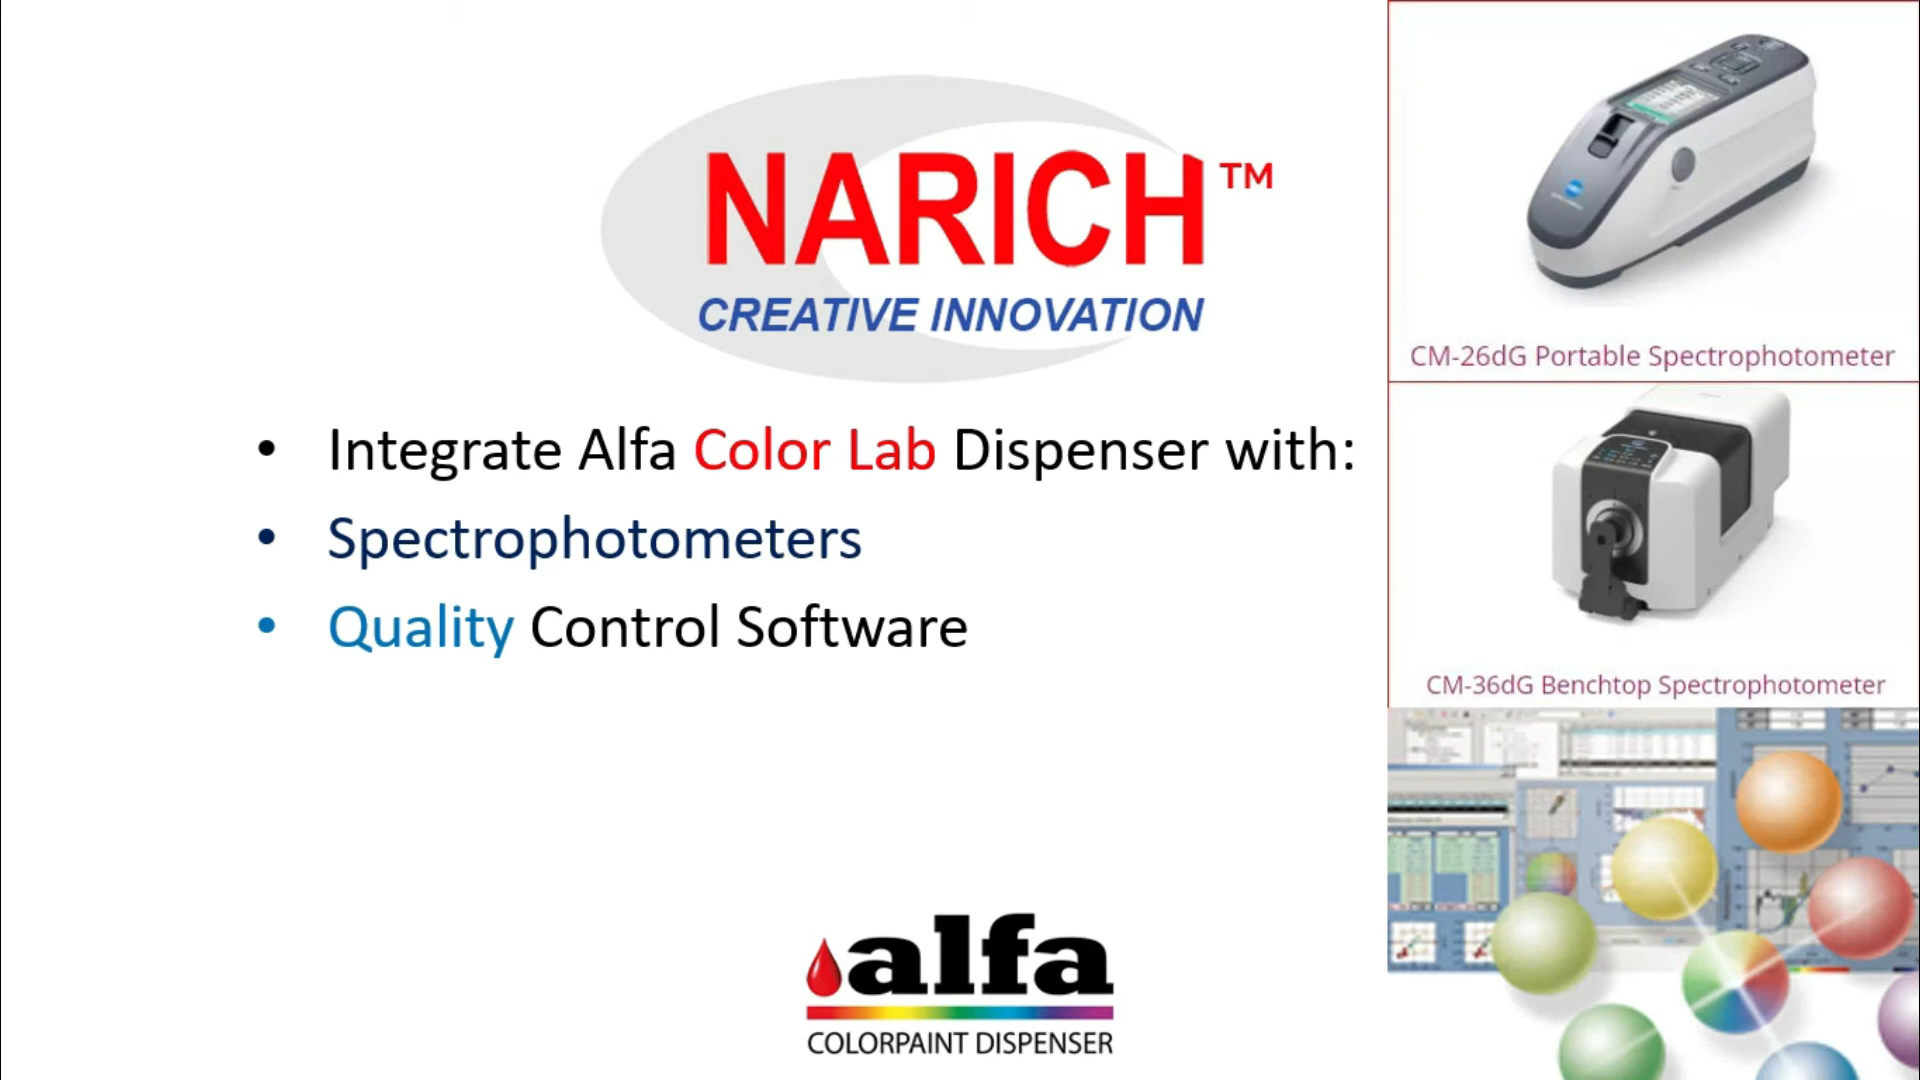 NARICH™
CREATIVE INNOVATION
• Integrate Alfa Color Lab Dispenser with:
• Spectrophotometers
• Quality Control Software
alfa
COLORPAINT DISPENSER
CM-26dG Portable Spectrophotometer
CM-36dG Benchtop Spectrophotometer